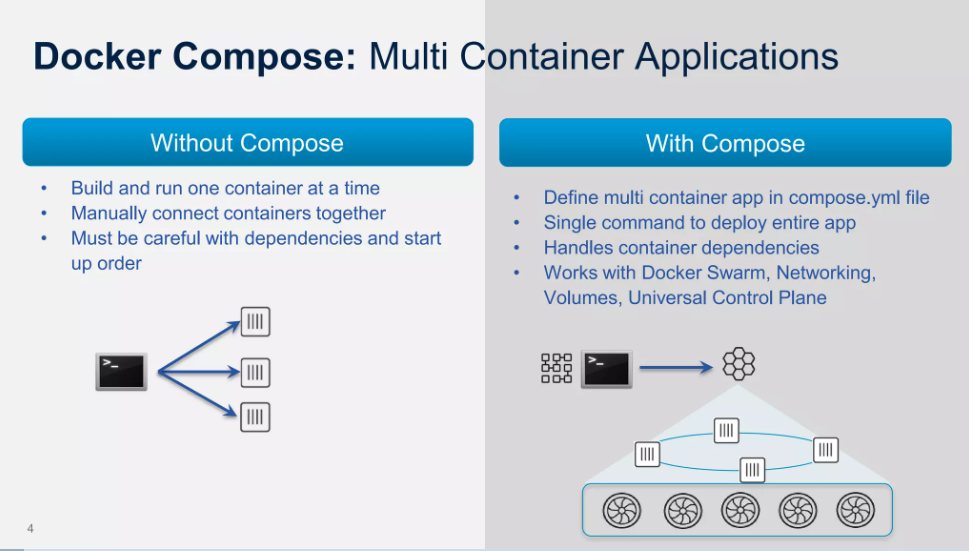 Docker Compose: Multi Container Applications
Without Compose
• Build and run one container at a time
• Manually connect containers together
• Must be careful with dependencies and start
up order
>_
With Compose
• Define multi container app in compose.yml file
• Single command to deploy entire app
• Handles container dependencies
• Works with Docker Swarm, Networking,
Volumes, Universal Control Plane
>_
4